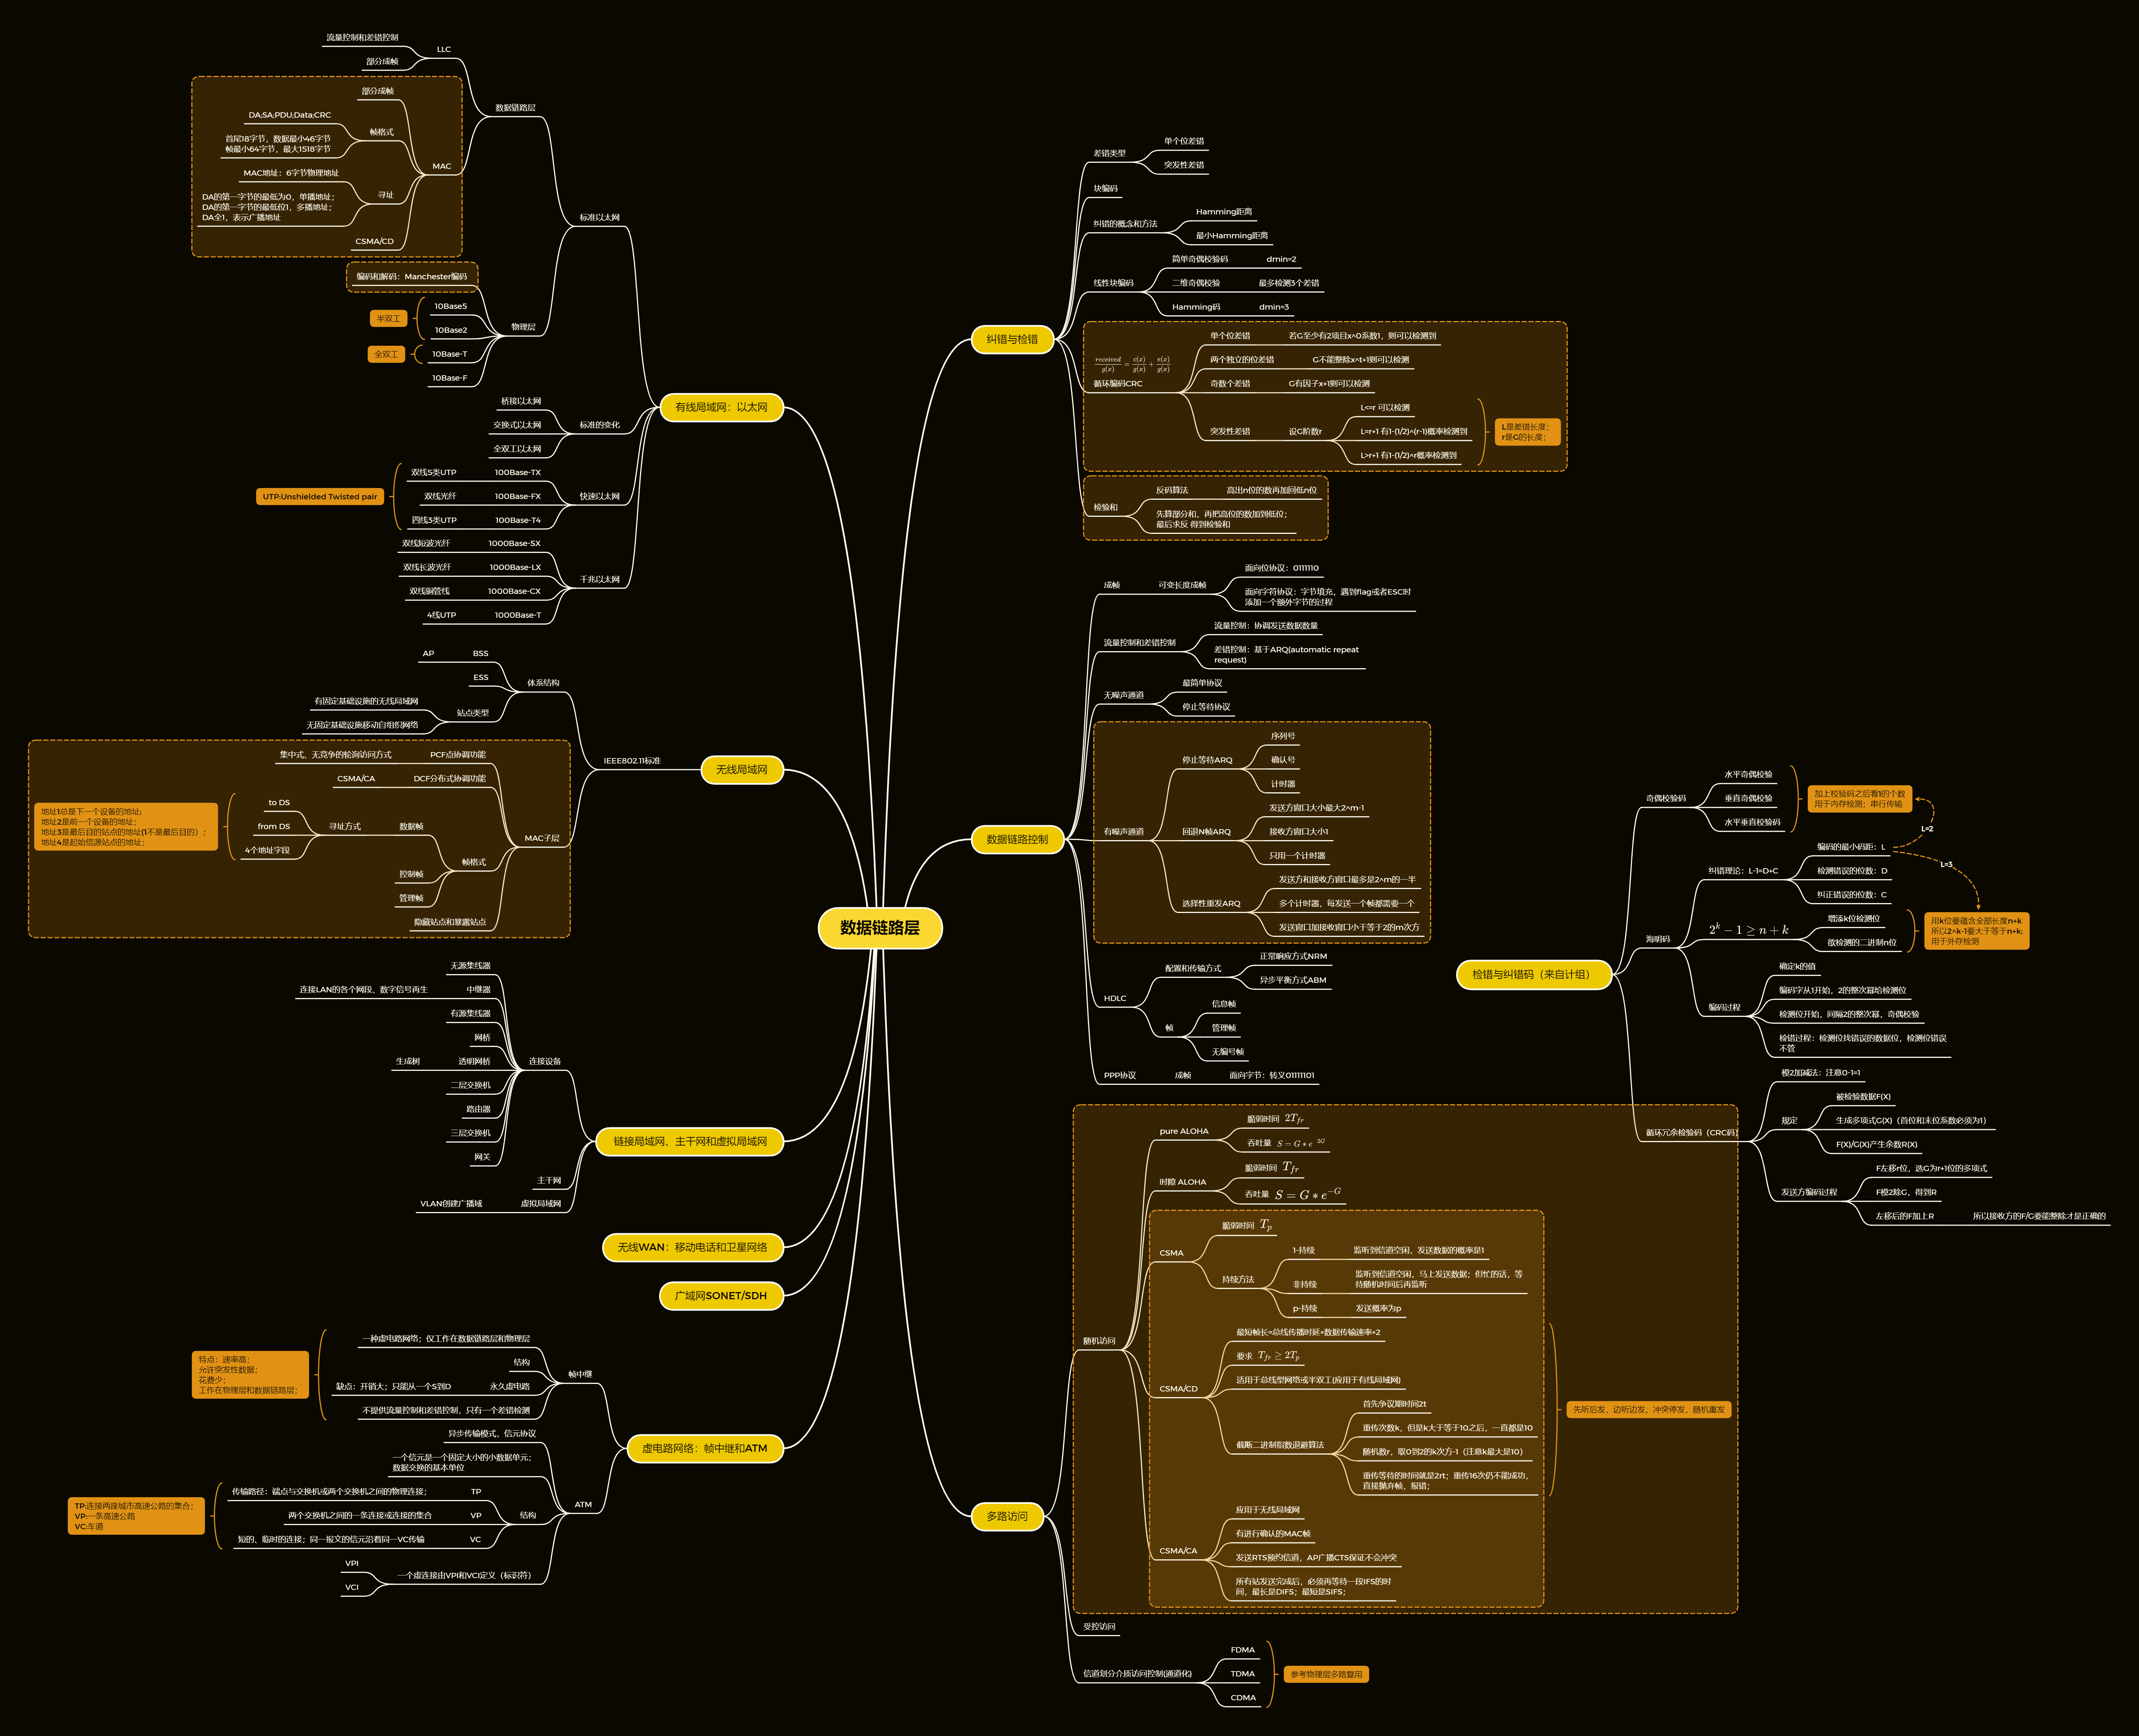 数据链路层
纠错与检错
差错类型
单个位差错
突发性差错
块编码
纠错的概念和方法
Hamming距离
最小Hamming距离
线性块编码
简单奇偶校验码
dmin=2
二维奇偶校验
最多检测3个差错
Hamming码
dmin=3
received/g(x) = c(x)/g(x) + e(x)/g(x)
循环编码CRC
单个位差错
若G至少有2项目x^0系数1，则可以检测到
两个独立的位差错
G不能整除x^t+1则可以检测
奇数个差错
G有因子x+1则可以检测
突发性差错
设G阶数r
L<=r 可以检测
L=r+1 有1-(1/2)^(r-1)概率检测到
L>r+1 有1-(1/2)^r概率检测到
L是差错长度；
r是G的长度；
检验和
反码算法
高出n位的数再加回低n位
先算部分和，再把高位的数加到低位；
最后求反 得到检验和
数据链路控制
成帧
可变长度成帧
面向位协议：0111110
面向字符协议：字节填充，遇到flag或者ESC时
添加一个额外字节的过程
流量控制和差错控制
流量控制：协调发送数据数量
差错控制：基于ARQ(automatic repeat
request)
无噪声通道
最简单协议
停止等待协议
有噪声通道
停止等待ARQ
序列号
确认号
计时器
回退N帧ARQ
发送方窗口大小最大2^m-1
接收方窗口大小1
只用一个计时器
选择性重发ARQ
发送方和接收方窗口最多是2^m的一半
多个计时器，每发送一个帧都需要一个
发送窗口加接收窗口小于等于2的m次方
HDLC
配置和传输方式
正常响应方式NRM
异步平衡方式ABM
帧
信息帧
管理帧
无编号帧
PPP协议
成帧
面向字节：转义01111101
多路访问
随机访问
pure ALOHA
脆弱时间 2T_fr
吞吐量 S = G * e^2G
时隙 ALOHA
脆弱时间 T_fr
吞吐量 S = G * e^−G
CSMA
脆弱时间 T_p
持续方法
1-持续
监听到信道空闲，发送数据的概率是1
非持续
监听到信道空闲，马上发送数据；但忙的话，等
待随机时间后再监听
p-持续
发送概率为p
CSMA/CD
最短帧长=总线传播时延×数据传输速率×2
要求 T_fr ≥ 2T_p
适用于总线型网络或半双工(应用于有线局域网)
截断二进制指数退避算法
首先争议期时间2t
重传次数k，但是k大于等于10之后，一直都是10
随机数r，取0到2的k次方-1（注意k最大是10）
重传等待的时间就是2rt；重传16次仍不能成功，
直接抛弃帧，报错；
CSMA/CA
应用于无线局域网
有进行确认的MAC帧
发送RTS预约信道，AP广播CTS保证不会冲突
所有站发送完成后，必须再等待一段IFS的时
间，最长是DIFS；最短是SIFS；
先听后发，边听边发，冲突停发，随机重发
受控访问
信道划分介质访问控制(通道化)
FDMA
TDMA
CDMA
参考物理层多路复用
有线局域网：以太网
标准以太网
数据链路层
LLC
流量控制和差错控制
部分成帧
MAC
部分成帧
帧格式
DA;SA;PDU;Data;CRC
首尾18字节，数据最小46字节
帧最小64字节，最大1518字节
寻址
MAC地址：6字节物理地址
DA的第一字节的最低为0，单播地址；
DA的第一字节的最低位1，多播地址；
DA全1，表示广播地址
CSMA/CD
物理层
编码和解码：Manchester编码
10Base5
10Base2
半双工
10Base-T
全双工
10Base-F
标准的变化
桥接以太网
交换式以太网
全双工以太网
快速以太网
100Base-TX
双线5类UTP
100Base-FX
双线光纤
100Base-T4
四线3类UTP
UTP:Unshielded Twisted pair
千兆以太网
1000Base-SX
双线短波光纤
1000Base-LX
双线长波光纤
1000Base-CX
双线铜管线
1000Base-T
4线UTP
无线局域网
IEEE802.11标准
体系结构
BSS
AP
ESS
站点类型
有固定基础设施的无线局域网
无固定基础设施移动自组织网络
MAC子层
PCF点协调功能
集中式、无竞争的轮询访问方式
DCF分布式协调功能
CSMA/CA
帧格式
数据帧
寻址方式
to DS
from DS
4个地址字段
地址1总是下一个设备的地址;
地址2是前一个设备的地址；
地址3是最后目的站点的地址(1不是最后目的）；
地址4是起始信源站点的地址；
控制帧
管理帧
隐藏站点和暴露站点
链接局域网、主干网和虚拟局域网
连接设备
无源集线器
中继器
连接LAN的各个网段、数字信号再生
有源集线器
网桥
透明网桥
生成树
二层交换机
路由器
三层交换机
网关
主干网
虚拟局域网
VLAN创建广播域
无线WAN：移动电话和卫星网络
广域网SONET/SDH
虚电路网络：帧中继和ATM
帧中继
一种虚电路网络；仅工作在数据链路层和物理层
结构
永久虚电路
缺点：开销大；只能从一个S到D
不提供流量控制和差错控制，只有一个差错检测
特点：速率高；
允许突发性数据；
花费少；
工作在物理层和数据链路层；
ATM
异步传输模式，信元协议
一个信元是一个固定大小的小数据单元；
数据交换的基本单位
结构
TP
传输路径：端点与交换机或两个交换机之间的物理连接；
VP
两个交换机之间的一条连接或连接的集合
VC
短的、临时的连接；同一报文的信元沿着同一VC传输
TP:连接两座城市高速公路的集合；
VP:一条高速公路
VC:车道
一个虚连接由VPI和VCI定义（标识符）
VPI
VCI
检错与纠错码（来自计组）
奇偶校验码
水平奇偶校验
垂直奇偶校验
水平垂直校验码
加上校验码之后看1的个数
用于内存检测；串行传输
L=2
L=3
海明码
纠错理论：L-1=D+C
编码的最小码距：L
检测错误的位数：D
纠正错误的位数：C
2^k − 1 ≥ n + k
增添k位检测位
欲检测的二进制n位
用k位要蕴含全部长度n+k
所以2^k-1要大于等于n+k;
用于外存检测
编码过程
确定k的值
编码字从1开始，2的整次幂给检测位
检测位开始，间隔2的整次幂，奇偶校验
检错过程：检测位找错误的数据位，检测位错误
不管
循环冗余检验码（CRC码）
模2加减法：注意0-1=1
规定
被检验数据F(X)
生成多项式G(X)（首位和末位系数必须为1）
F(X)/G(X)产生余数R(X)
发送方编码过程
F左移r位，选G为r+1位的多项式
F模2除G，得到R
左移后的F加上R
所以接收方的F/G要能整除才是正确的